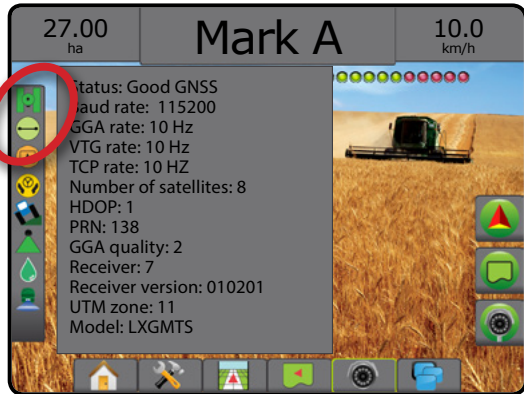 27.00
ha
Mark A
10.0
km/h
Status: Good GNSS
Baud rate: 115200
GGA rate: 10 Hz
VTG rate: 10 Hz
TCP rate: 10 HZ
Number of satellites: 8
HDOP: 1
PRN: 138
GGA quality: 2
Receiver: 7
Receiver version: 010201
UTM zone: 11
Model: LXGMTS